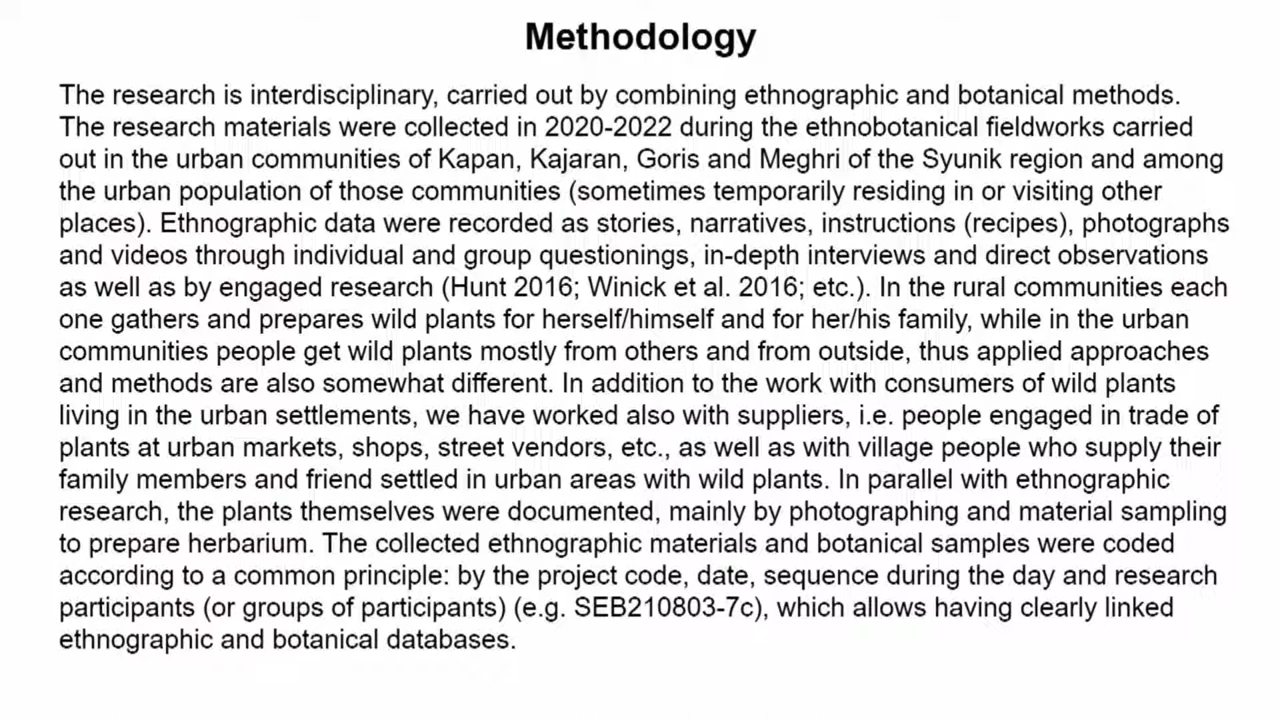 Methodology
The research is interdisciplinary, carried out by combining ethnographic and botanical methods.
The research materials were collected in 2020-2022 during the ethnobotanical fieldworks carried
out in the urban communities of Kapan, Kajaran, Goris and Meghri of the Syunik region and among
the urban population of those communities (sometimes temporarily residing in or visiting other
places). Ethnographic data were recorded as stories, narratives, instructions (recipes), photographs
and videos through individual and group questionings, in-depth interviews and direct observations
as well as by engaged research (Hunt 2016; Winick et al. 2016; etc.). In the rural communities each
one gathers and prepares wild plants for herself/himself and for her/his family, while in the urban
communities people get wild plants mostly from others and from outside, thus applied approaches
and methods are also somewhat different. In addition to the work with consumers of wild plants
living in the urban settlements, we have worked also with suppliers, i.e. people engaged in trade of
plants at urban markets, shops, street vendors, etc., as well as with village people who supply their
family members and friend settled in urban areas with wild plants. In parallel with ethnographic
research, the plants themselves were documented, mainly by photographing and material sampling
to prepare herbarium. The collected ethnographic materials and botanical samples were coded
according to a common principle: by the project code, date, sequence during the day and research
participants (or groups of participants) (e.g. SEB210803-7c), which allows having clearly linked
ethnographic and botanical databases.